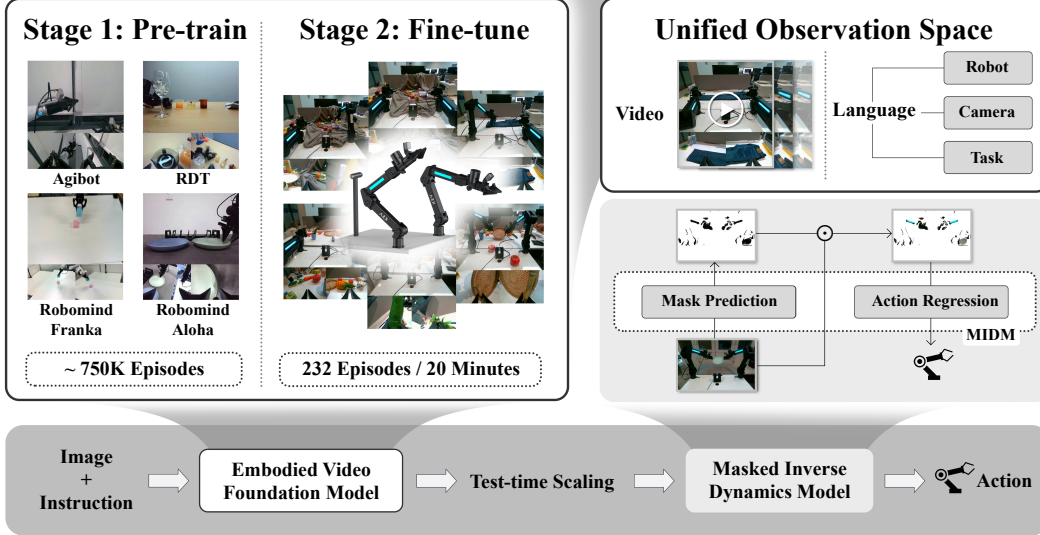 Stage 1: Pre-train
Agibot
RDT
Robomind
Franka
Robomind
Aloha
~ 750K Episodes
Stage 2: Fine-tune
232 Episodes / 20 Minutes
Unified Observation Space
Video
Language
Robot
Camera
Task
Mask Prediction
Action Regression
MIDM
Image
+
Instruction
Embodied Video
Foundation Model
Test-time Scaling
Masked Inverse
Dynamics Model
Action